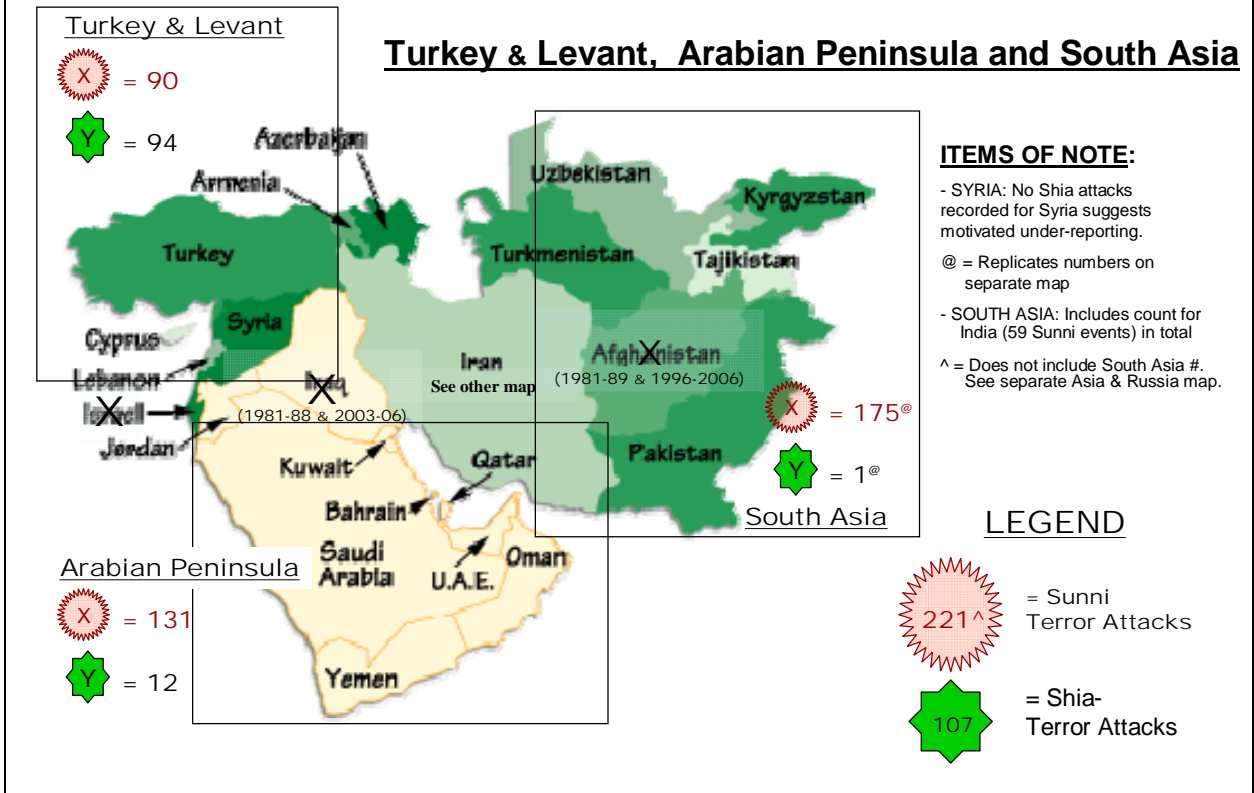 Turkey & Levant
X = 90
Y = 94
Turkey & Levant, Arabian Peninsula and South Asia
Azerbaijan
Armenia
Turkey
Cyprus
Syria
Lebanon
Israel
Jordan
Iraq
X
X
(1981-88 & 2003-06)
Iran
See other map
Uzbekistan
Kyrgyzstan
Turkmenistan
Tajikistan
Afghanistan
X
(1981-89 & 1996-2006)
Pakistan
X = 175@
Y = 1@
South Asia
Kuwait
Qatar
Bahrain
Saudi
Arabia
U.A.E.
Oman
Yemen
Arabian Peninsula
X = 131
Y = 12
ITEMS OF NOTE:
- SYRIA: No Shia attacks
recorded for Syria suggests
motivated under-reporting.
@ = Replicates numbers on
separate map
- SOUTH ASIA: Includes count for
India (59 Sunni events) in total
^ = Does not include South Asia #.
See separate Asia & Russia map.
LEGEND
221^ = Sunni
Terror Attacks
107 = Shia-
Terror Attacks